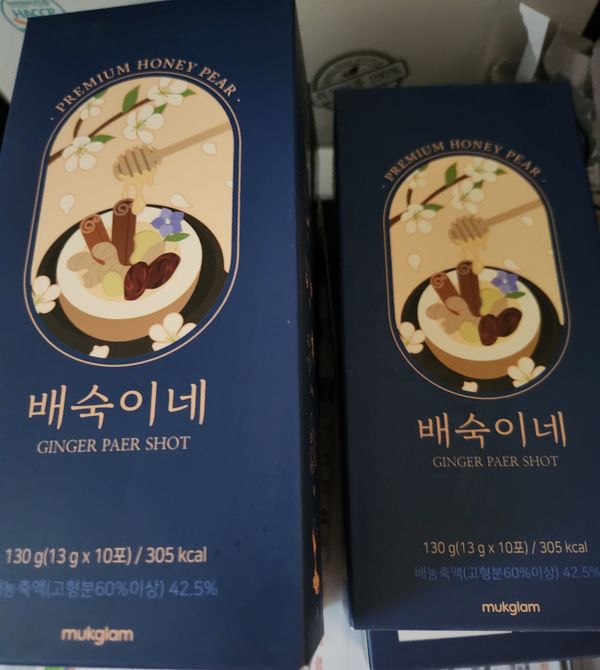 HACCP
PREMIUM HONEY PEAR
배숙이네
GINGER PAER SHOT
130 g(13 g x 10포) / 305 kcal
배농축액(고형분60%이상) 42.5%
mukglam
100%
PREMIUM HONEY PEAR
배숙이네
GINGER PAER SHOT
130 g(13 g x 10포) / 305 kcal
배농축액(고형분60%이상) 42.5%
mukglam